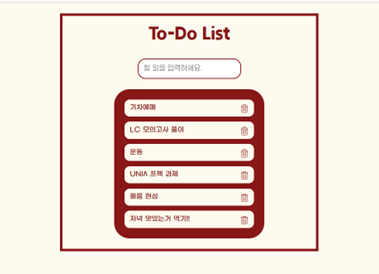 To-Do List
할 일을 입력하세요.
기차예매
LC 모의고사 풀이
운동
UNIA 프젝 과제
필름 현상
저녁 맛있는거 먹기!!